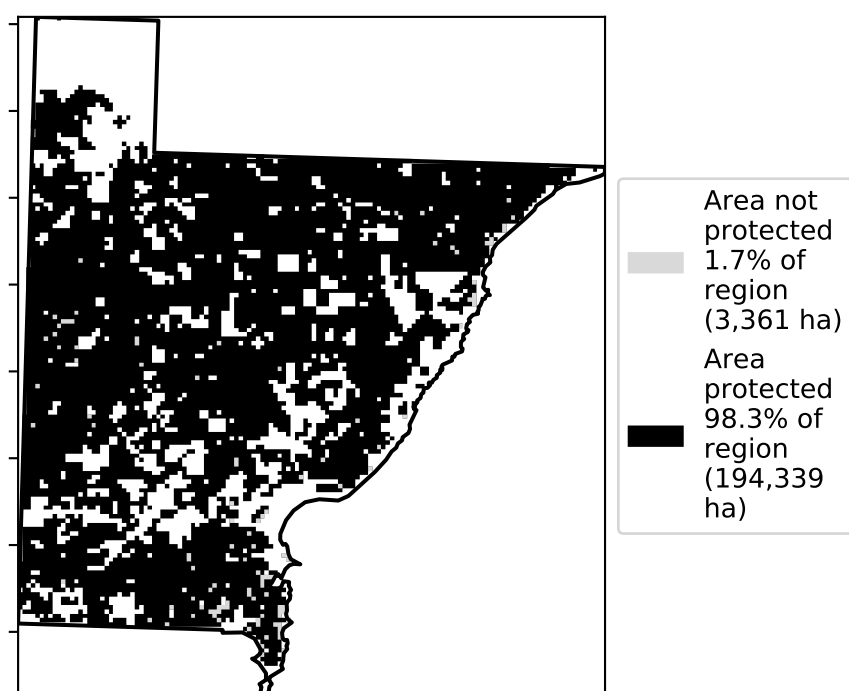 Area not
protected
1.7% of
region
(3,361 ha)
Area
protected
98.3% of
region
(194,339
ha)